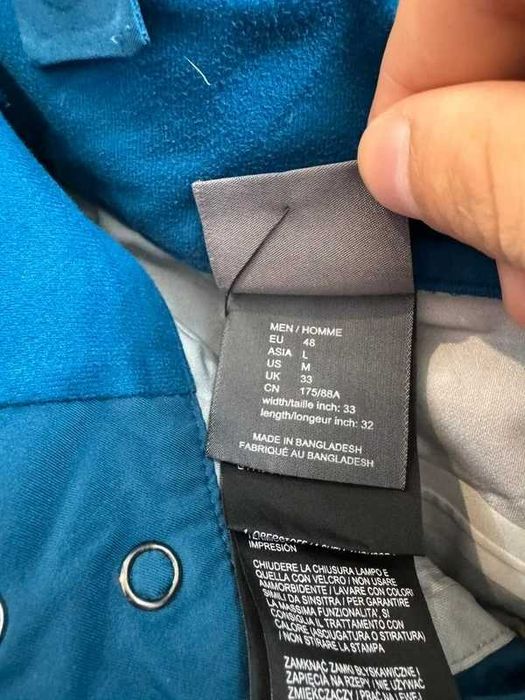 MEN / HOMME
EU 48
ASIA L
US M
UK 33
CN 175/88A
width/taille inch: 33
length/longeur inch: 32
MADE IN BANGLADESH
FABRIQUÉ AU BANGLADESH
IMPRESIÓN
CHIUDERE LA CHIUSURA LAMPO E
QUELLA CON VELCRO / NON USARE
AMMORBIDENTE / LAVARE CON COLORI
SIMILI DA SINSITRA / PER GARANTIRE
LA MASSIMA FUNZIONALITA', SI
CONSIGLIA IL TRATTAMENTO CON
CALORE (ASCIUGATURA O STIRATURA)
/ NON STIRARE LA STAMPA
ZAMKNĄĆ ZAMKI BŁYSKAWICZNE I
ZAPIĘCIA NA RZEPY / NIE UŻYWAĆ